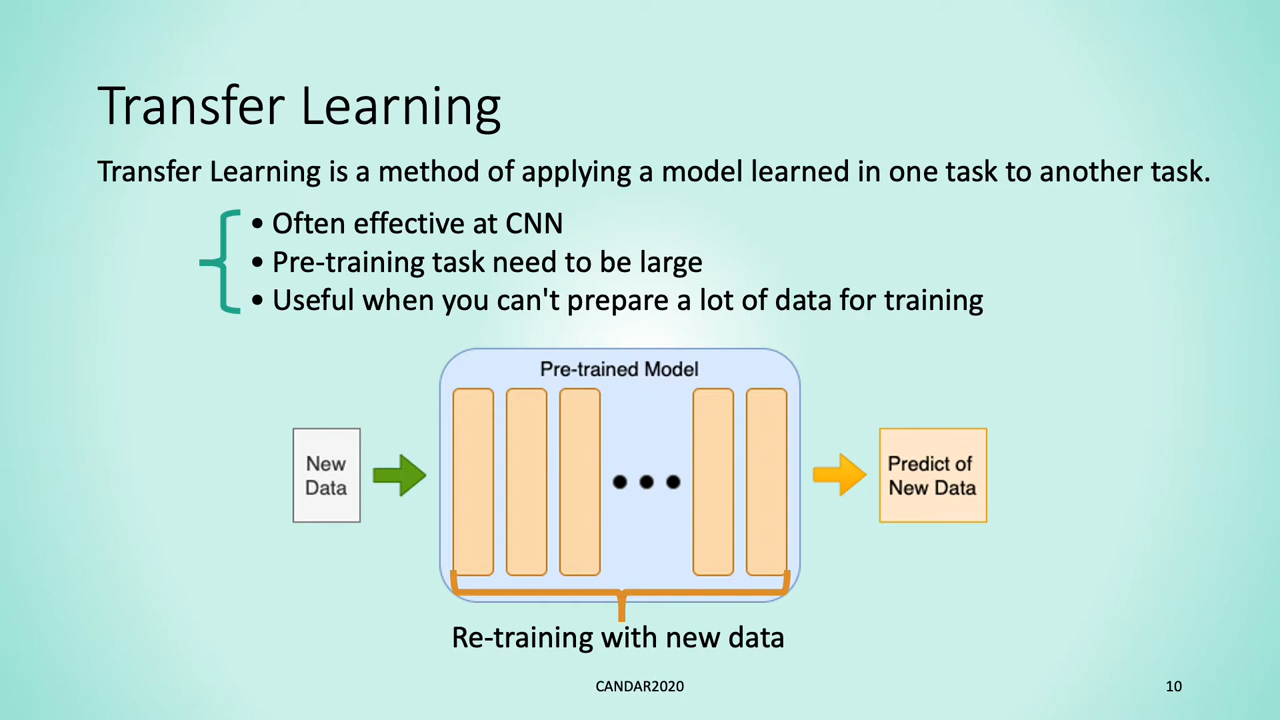 Transfer Learning
Transfer Learning is a method of applying a model learned in one task to another task.
• Often effective at CNN
• Pre-training task need to be large
• Useful when you can't prepare a lot of data for training
Pre-trained Model
New
Data
Predict of
New Data
Re-training with new data
CANDAR2020
10